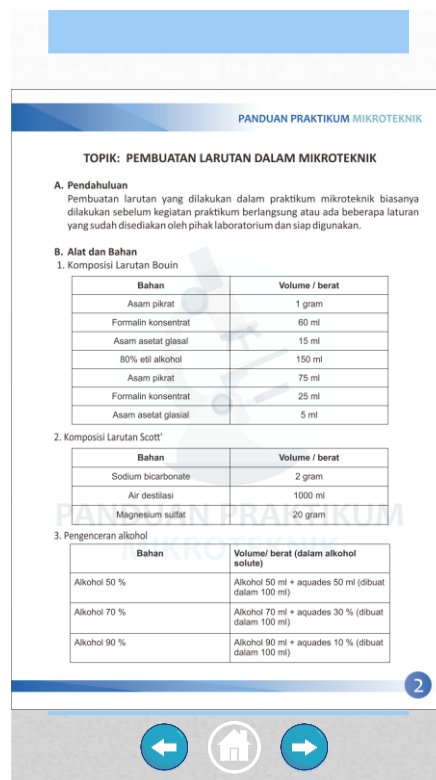 PANDUAN PRAKTIKUM MIKROTEKNIK
TOPIK: PEMBUATAN LARUTAN DALAM MIKROTEKNIK
A. Pendahuluan
Pembuatan larutan yang dilakukan dalam praktikum mikroteknik biasanya
dilakukan sebelum kegiatan praktikum berlangsung atau ada beberapa laturan
yang sudah disediakan oleh pihak laboratorium dan siap digunakan.
B. Alat dan Bahan
1. Komposisi Larutan Bouin
Bahan Volume / berat
Asam pikrat 1 gram
Formalin konsentrat 60 ml
Asam asetat glasal 15 ml
80% etil alkohol 150 ml
Asam pikrat 75 ml
Formalin konsentrat 25 ml
Asam asetat glasial 5 ml
2. Komposisi Larutan Scott'
Bahan Volume / berat
Sodium bicarbonate 2 gram
Air destilasi 1000 ml
Magnesium sulfat 20 gram
PANDUAN PRAKTIKUM
MIKROTEKNIK
3. Pengenceran alkohol
Bahan Volume/ berat (dalam alkohol
solute)
Alkohol 50 % Alkohol 50 ml + aquades 50 ml (dibuat
dalam 100 ml)
Alkohol 70 % Alkohol 70 ml + aquades 30 % (dibuat
dalam 100 ml)
Alkohol 90 % Alkohol 90 ml + aquades 10 % (dibuat
dalam 100 ml)
2